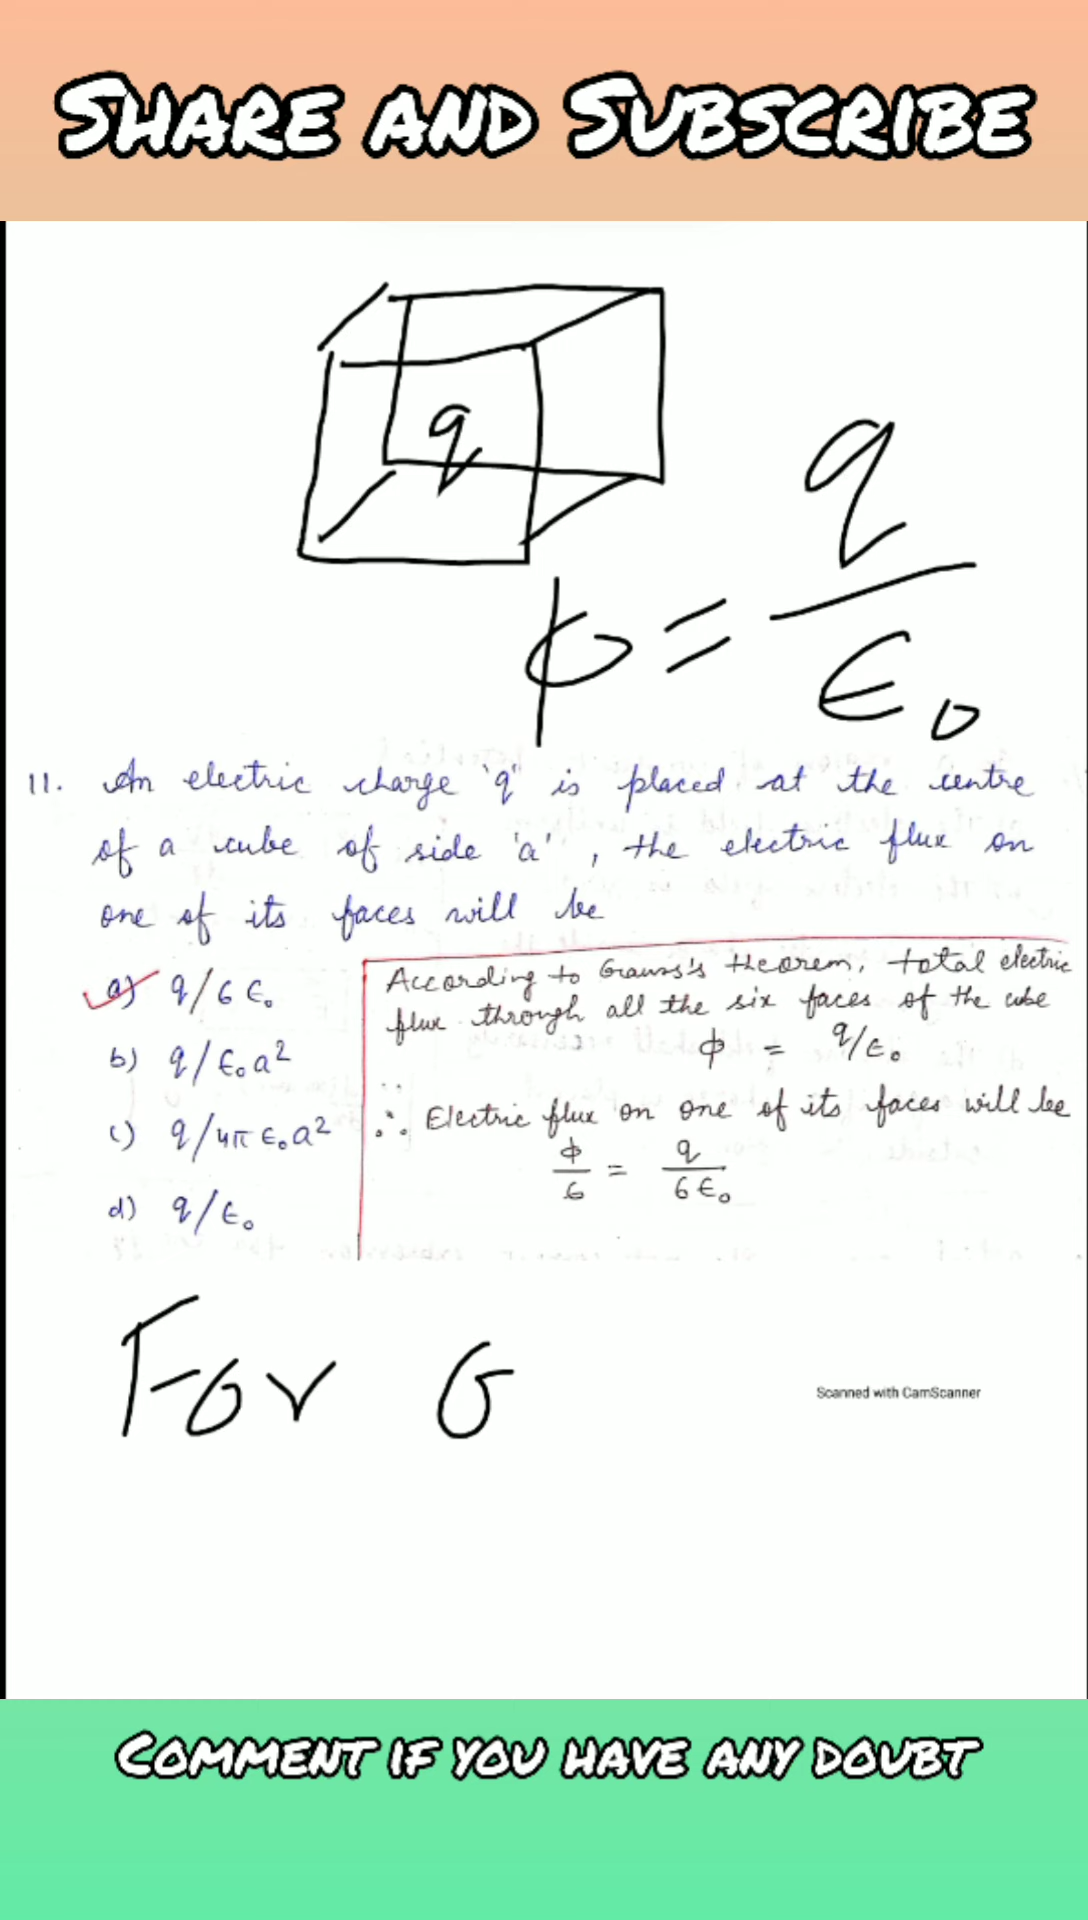 SHARE AND SUBSCRIBE
q
φ = q/ϵ₀
11. An electric charge 'q' is placed at the centre
of a cube of side 'a', the electric flux on
one of its faces will be
a) q/6ϵ₀
b) q/ϵ₀a²
c) q/4πϵ₀a²
d) q/ϵ₀
According to Gauss's theorem, total electric
flux through all the six faces of the cube
φ = q/ϵ₀
∴ Electric flux on one of its faces will be
φ/6 = q/6ϵ₀
For 6
Scanned with CamScanner
COMMENT IF YOU HAVE ANY DOUBT